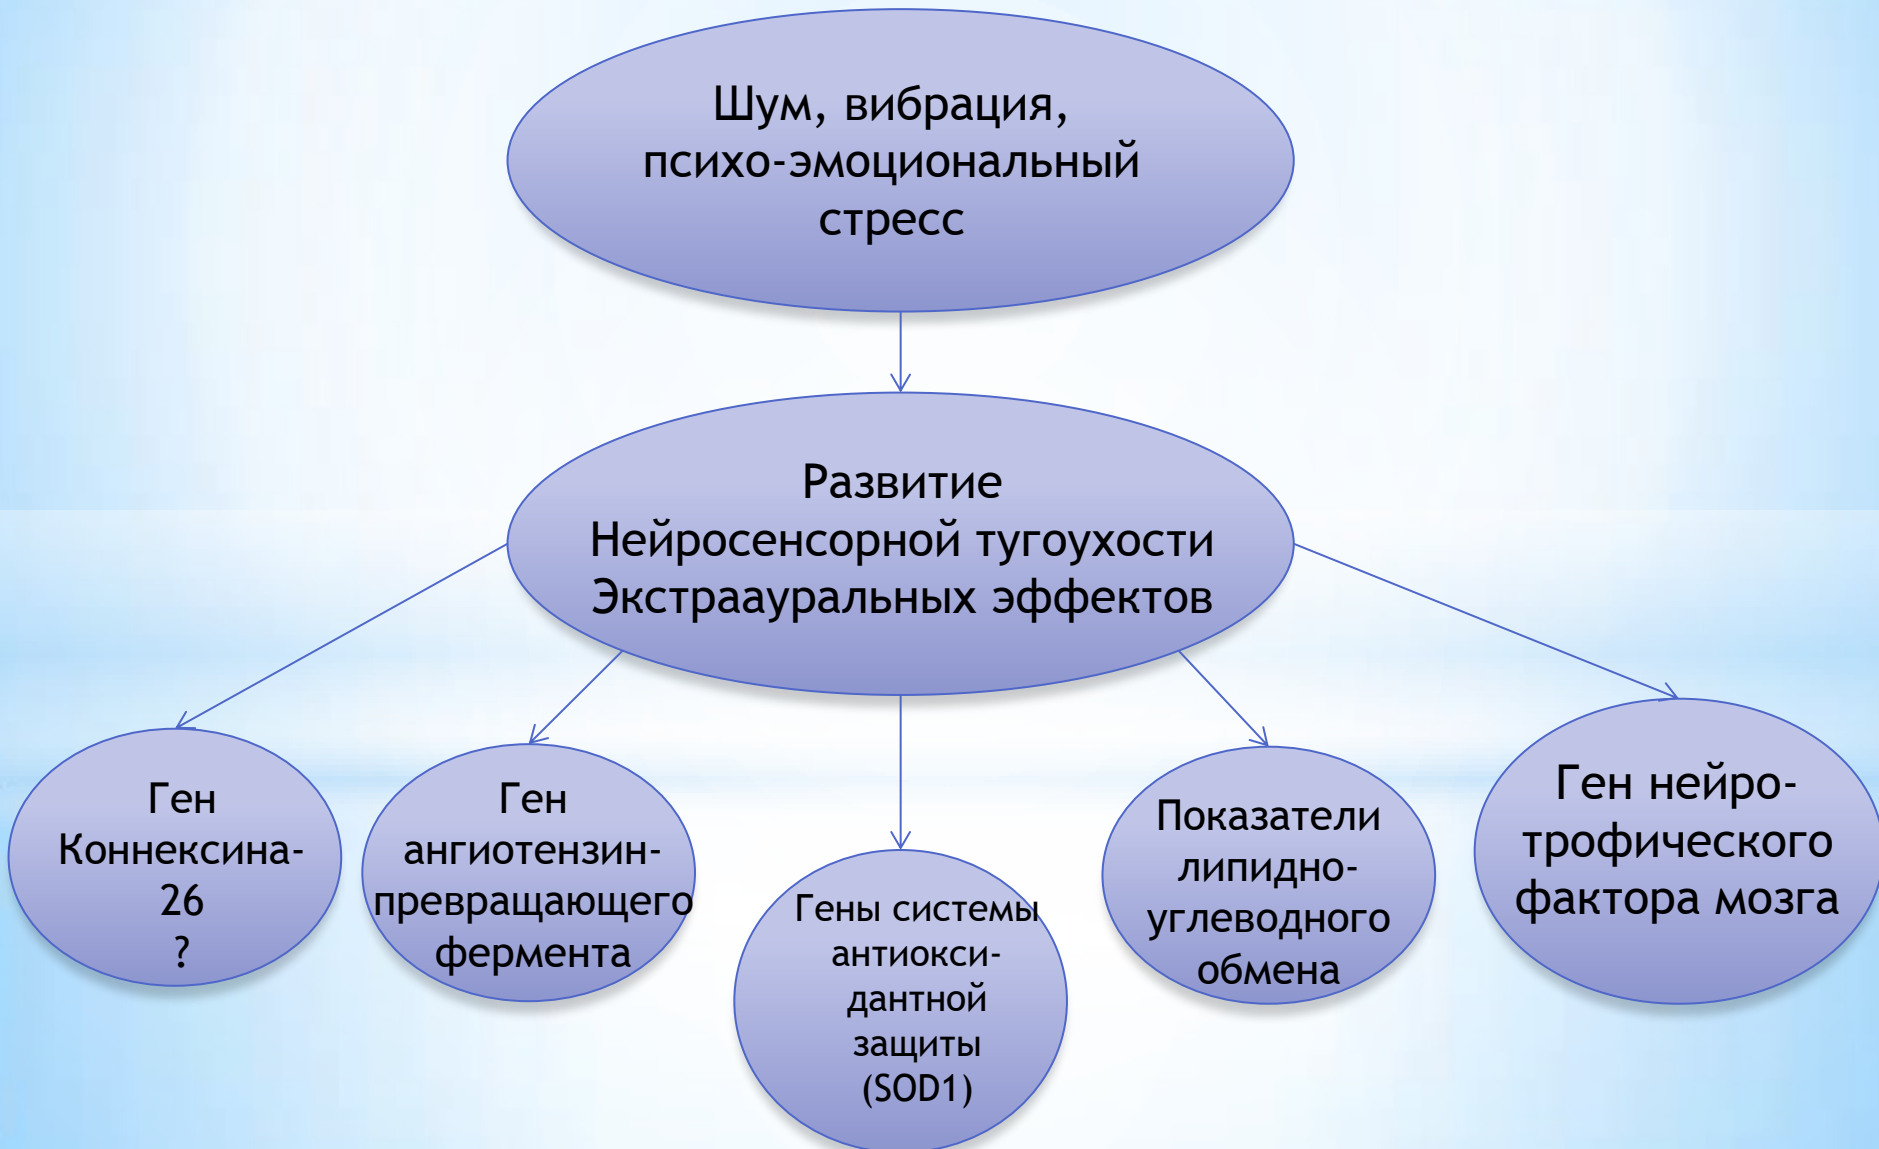 Шум, вибрация,
психо-эмоциональный
стресс
Развитие
Нейросенсорной тугоухости
Экстраауральных эффектов
Ген
Коннексина-
26
?
Ген
ангиотензин-
превращающего
фермента
Гены системы
антиокси-
дантной
защиты
(SOD1)
Показатели
липидно-
углеводного
обмена
Ген нейро-
трофического
фактора мозга